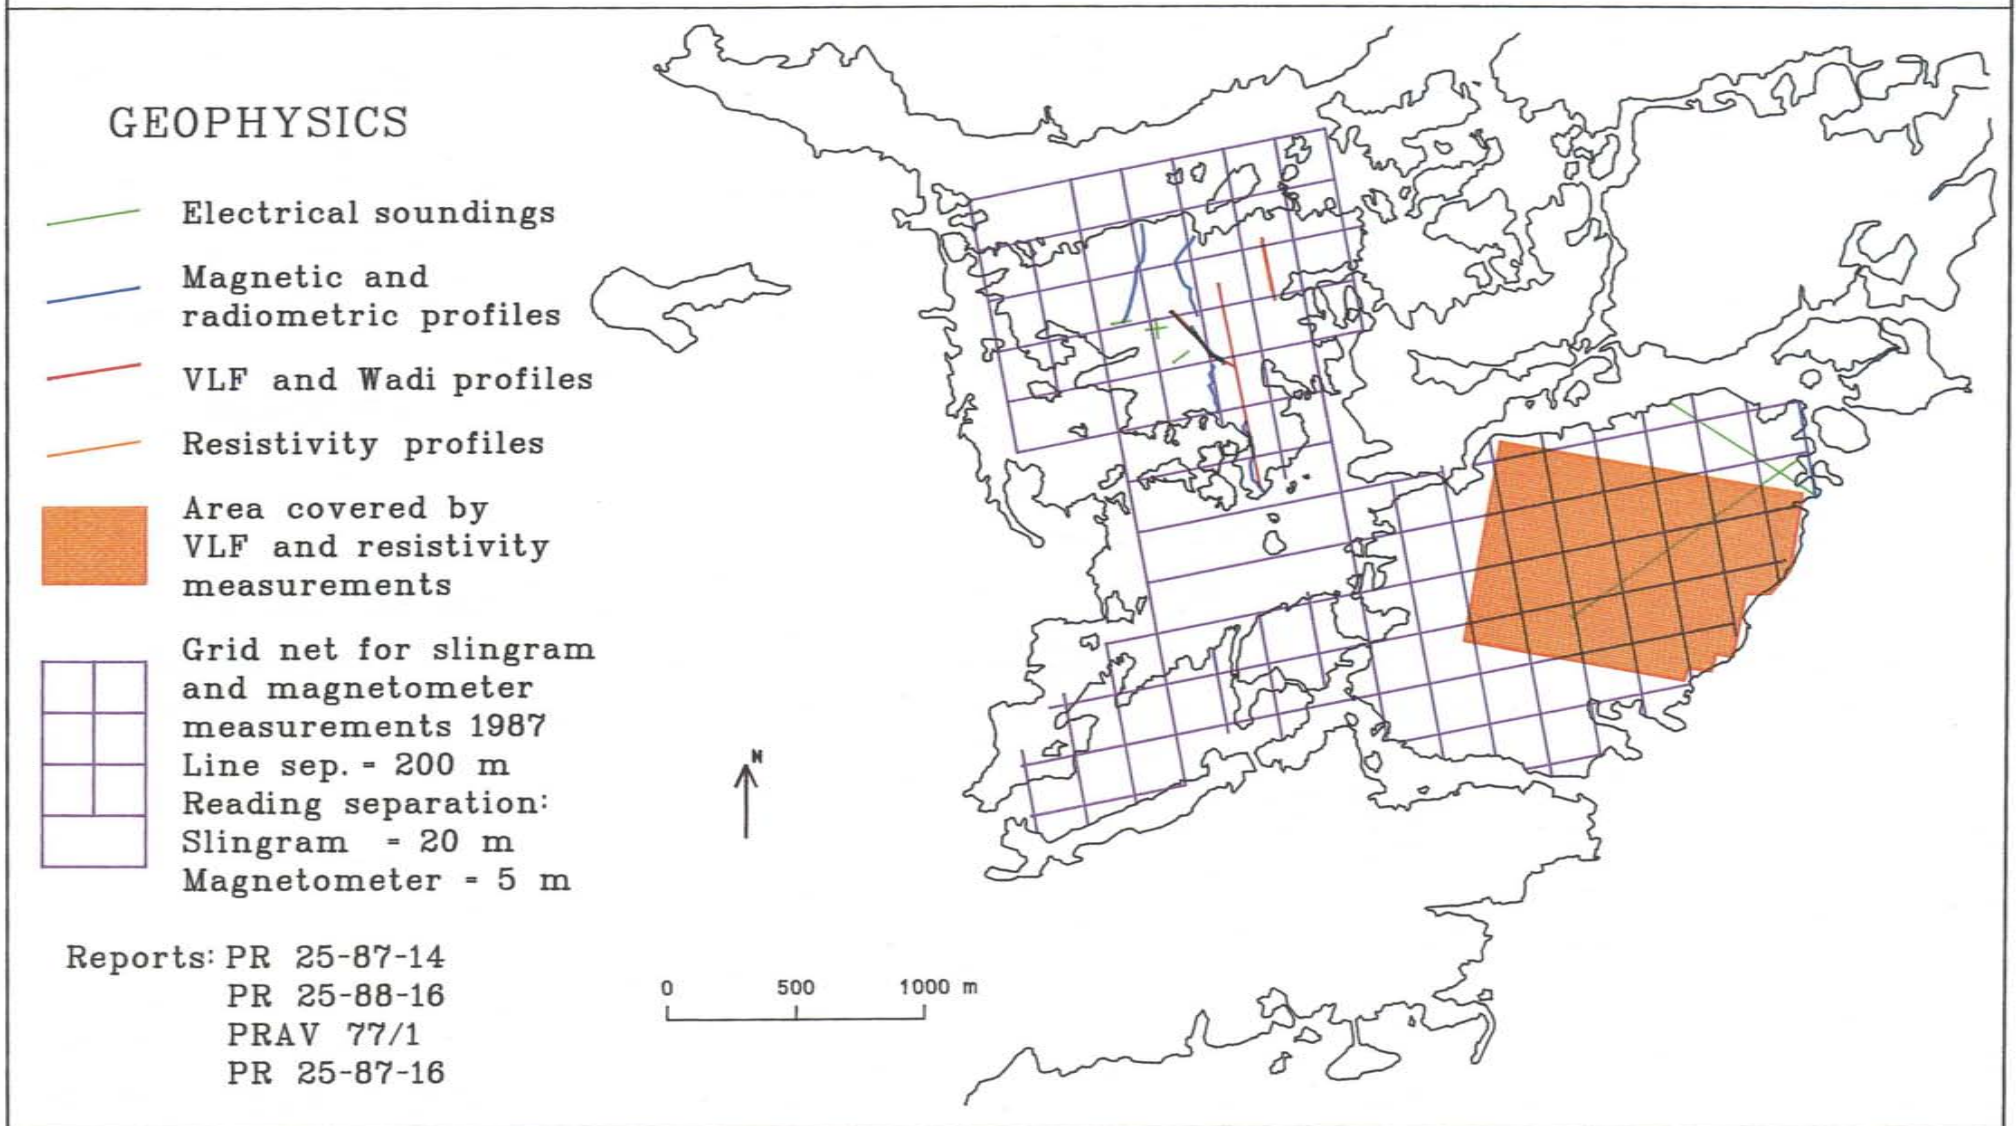 GEOPHYSICS
Electrical soundings
Magnetic and
radiometric profiles
VLF and Wadi profiles
Resistivity profiles
Area covered by
VLF and resistivity
measurements
Grid net for slingram
and magnetometer
measurements 1987
Line sep. = 200 m
Reading separation:
Slingram = 20 m
Magnetometer = 5 m
Reports: PR 25-87-14
PR 25-88-16
PRAV 77/1
PR 25-87-16
N
0 500 1000 m